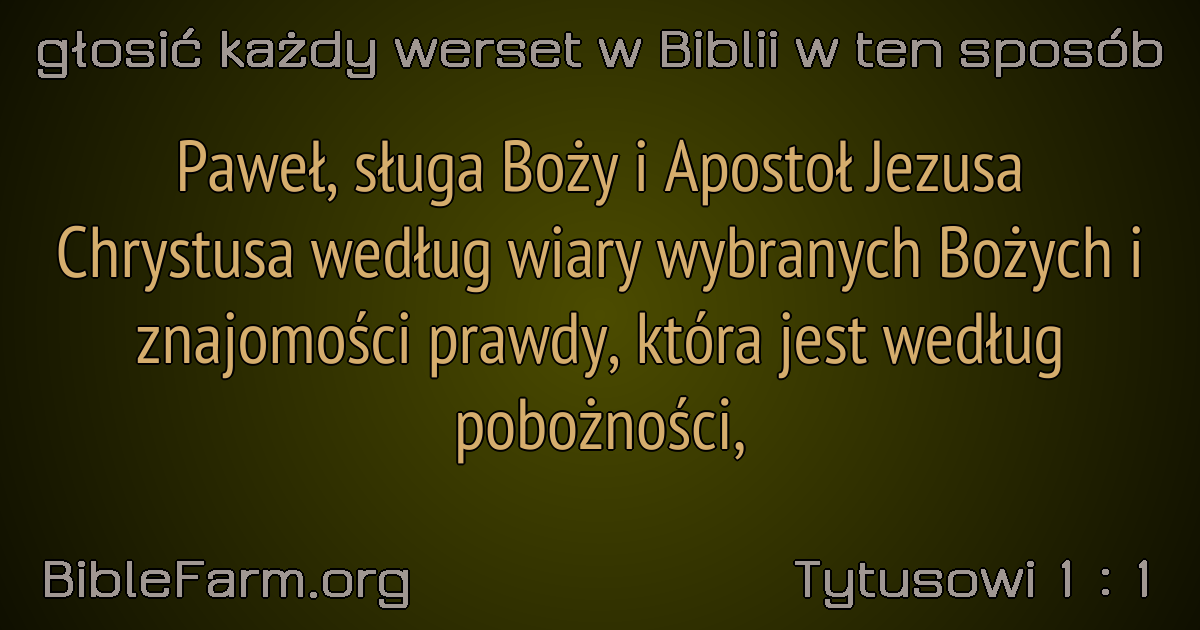 głosić każdy werset w Biblii w ten sposób
Paweł, sługa Boży i Apostoł Jezusa
Chrystusa według wiary wybranych Bożych i
znajomości prawdy, która jest według
pobożności,
BibleFarm.org
Tytusowi 1 : 1